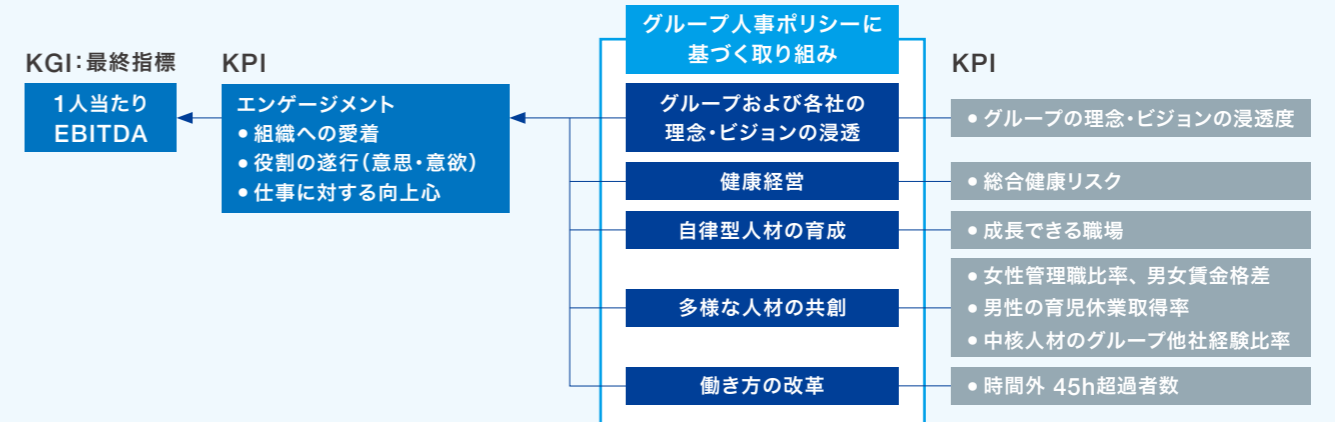 KGI:最終指標
1人当たり
EBITDA
KPI
エンゲージメント
• 組織への愛着
• 役割の遂行(意思・意欲)
• 仕事に対する向上心
グループ人事ポリシーに
基づく取り組み
グループおよび各社の
理念・ビジョンの浸透
健康経営
自律型人材の育成
多様な人材の共創
働き方の改革
KPI
• グループの理念・ビジョンの浸透度
• 総合健康リスク
• 成長できる職場
• 女性管理職比率、男女賃金格差
• 男性の育児休業取得率
• 中核人材のグループ他社経験比率
• 時間外 45h超過者数